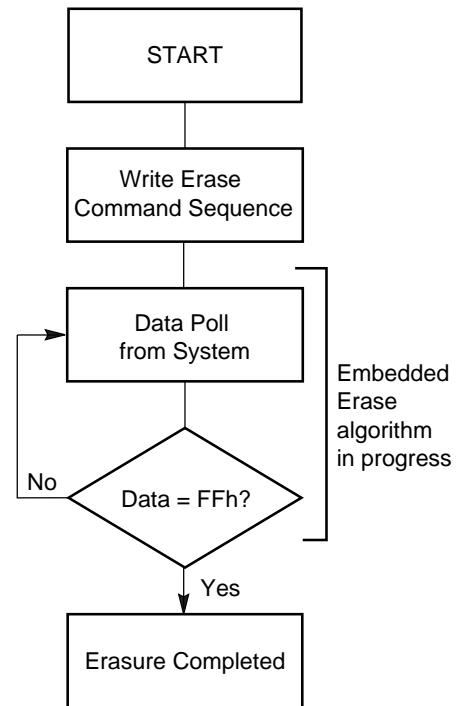 START
Write Erase
Command Sequence
Data Poll
from System
Embedded
Erase
algorithm
in progress
No
Data = FFh?
Yes
Erasure Completed